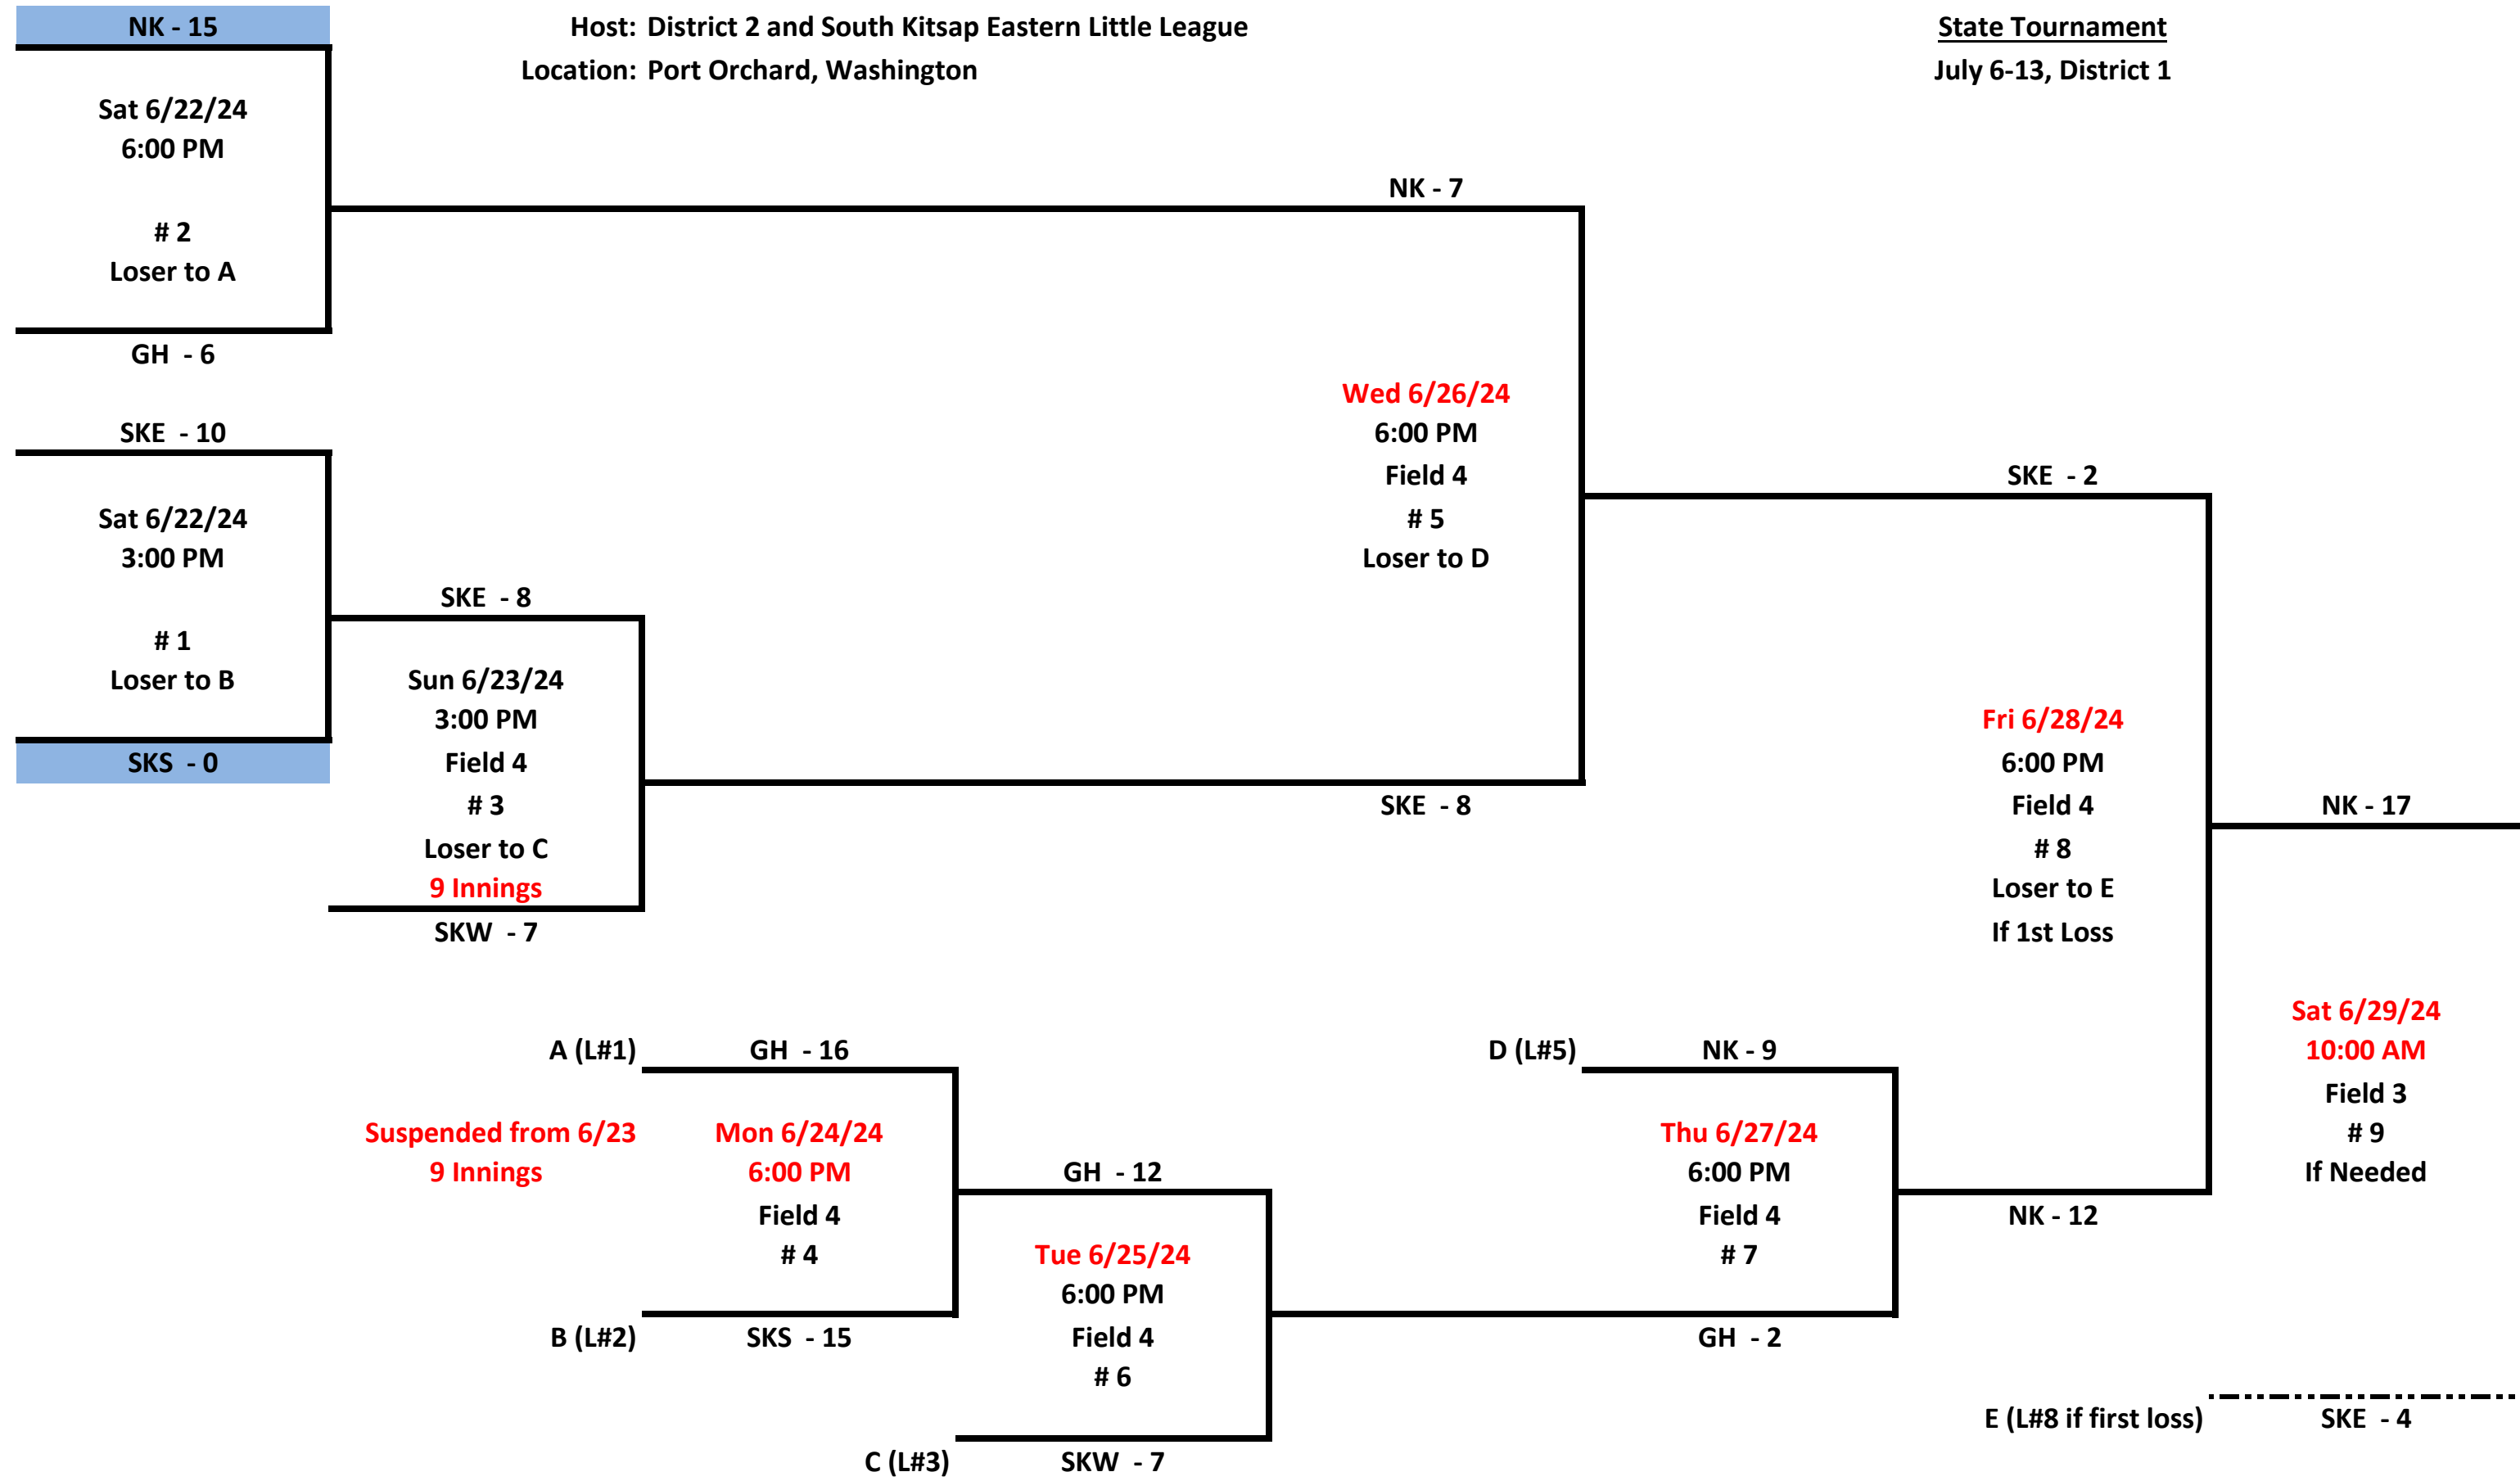 NK - 15
Host: District 2 and South Kitsap Eastern Little League
State Tournament
Location: Port Orchard, Washington
July 6-13, District 1
Sat 6/22/24
6:00 PM
# 2
Loser to A
GH - 6
NK - 7
SKE - 10
Sat 6/22/24
3:00 PM
# 1
Loser to B
SKS - 0
SKE - 8
Sun 6/23/24
3:00 PM
Field 4
# 3
Loser to C
9 Innings
SKW - 7
Wed 6/26/24
6:00 PM
Field 4
# 5
Loser to D
SKE - 8
SKE - 2
Fri 6/28/24
6:00 PM
Field 4
# 8
Loser to E
If 1st Loss
NK - 12
NK - 17
Sat 6/29/24
10:00 AM
Field 3
# 9
If Needed
E (L#8 if first loss)
SKE - 4
A (L#1)
GH - 16
Suspended from 6/23
9 Innings
Mon 6/24/24
6:00 PM
Field 4
# 4
B (L#2)
SKS - 15
GH - 12
Tue 6/25/24
6:00 PM
Field 4
# 6
C (L#3)
SKW - 7
D (L#5)
NK - 9
Thu 6/27/24
6:00 PM
Field 4
# 7
GH - 2